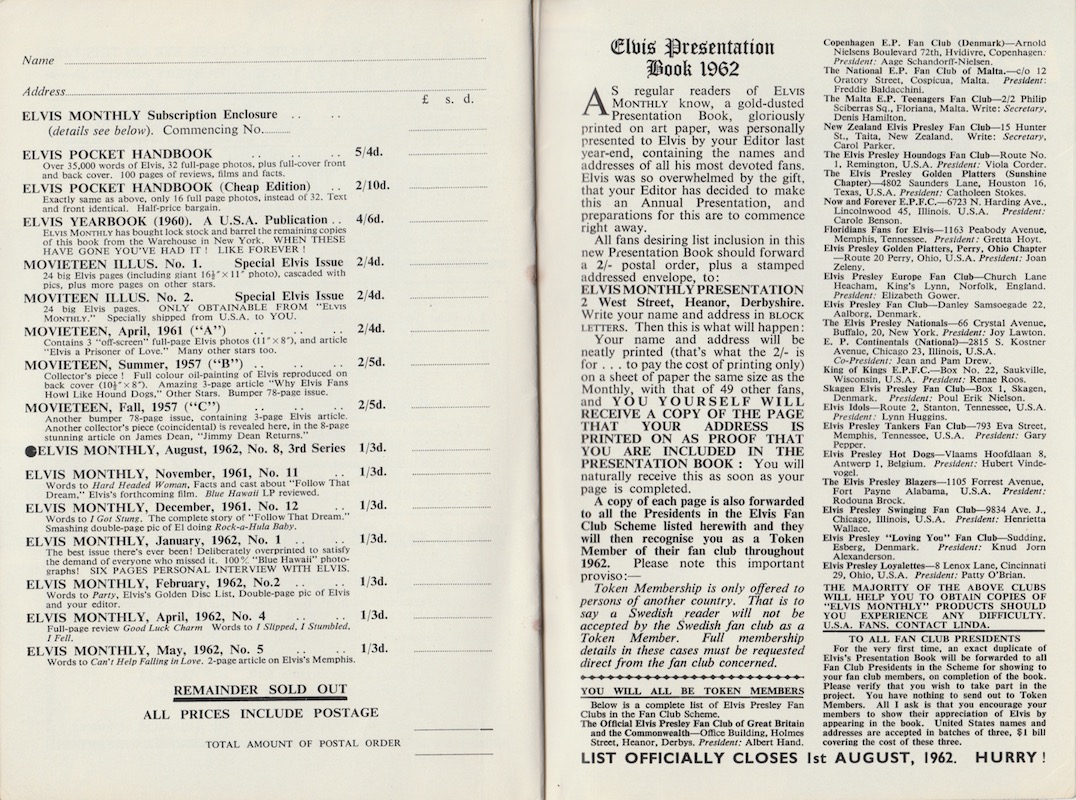 Name
Address
£ s. d.
ELVIS MONTHLY Subscription Enclosure . . . .
(details see below). Commencing No.
ELVIS POCKET HANDBOOK . . . . . . 5/4d.
Over 35,000 words of Elvis, 32 full-page photos, plus full-cover front
and back cover. 100 pages of reviews, films and facts.
ELVIS POCKET HANDBOOK (Cheap Edition) . . 2/10d.
Exactly same as above, only 16 full-page photos, instead of 32. Text
and front identical. Half-price bargain.
ELVIS YEARBOOK (1960). A U.S.A. Publication . . 4/6d.
ELVIS MONTHLY has bought lock stock and barrel the remaining copies
of this book from the Warehouse in New York. WHEN THESE
HAVE GONE YOU'VE HAD IT ! LIKE FOREVER !
MOVIETEEN ILLUS. No. 1. Special Elvis Issue 2/4d.
24 big Elvis pages (including giant 16½″×11″ photo), cascaded with
pics, plus more pages on other stars.
MOVITEEN ILLUS. No. 2. Special Elvis Issue 2/4d.
24 big Elvis pages. ONLY OBTAINABLE FROM "ELVIS
MONTHLY." Specially shipped from U.S.A. to YOU.
MOVIETEEN, April, 1961 ("A") . . . . . . 2/4d.
Contains 3 "off-screen" full-page Elvis photos (11″×8″), and article
"Elvis a Prisoner of Love." Many other stars too.
MOVIETEEN, Summer, 1957 ("B") . . . . . . 2/5d.
Collector's piece ! Full colour oil-painting of Elvis reproduced on
back cover (10½″×8″). Amazing 3-page article "Why Elvis Fans
Howl Like Hound Dogs," Other Stars. Bumper 78-page issue.
MOVIETEEN, Fall, 1957 ("C") . . . . . . 2/5d.
Another bumper 78-page issue, containing 3-page Elvis article.
Another collector's piece (coincidental) is revealed here, in the 8-page
stunning article on James Dean, "Jimmy Dean Returns."
●ELVIS MONTHLY, August, 1962, No. 8, 3rd Series 1/3d.
ELVIS MONTHLY, November, 1961, No. 11 . . 1/3d.
Words to Hard Headed Woman, Facts and cast about "Follow That
Dream," Elvis's forthcoming film. Blue Hawaii LP reviewed.
ELVIS MONTHLY, December, 1961. No. 12 . . 1/3d.
Words to I Got Stung. The complete story of "Follow That Dream."
Smashing double-page pic of El doing Rock-a-Hula Baby.
ELVIS MONTHLY, January, 1962, No. 1 . . . . 1/3d.
The best issue there's ever been! Deliberately overprinted to satisfy
the demand of everyone who missed it. 100% "Blue Hawaii" photo-
graphs! SIX PAGES PERSONAL INTERVIEW WITH ELVIS.
ELVIS MONTHLY, February, 1962, No.2 . . . . 1/3d.
Words to Party, Elvis's Golden Disc List, Double-page pic of Elvis
and your editor.
ELVIS MONTHLY, April, 1962, No. 4 . . . . 1/3d.
Full-page review Good Luck Charm Words to I Slipped, I Stumbled,
I Fell.
ELVIS MONTHLY, May, 1962, No. 5 . . . . 1/3d.
Words to Can't Help Falling in Love. 2-page article on Elvis's Memphis.
REMAINDER SOLD OUT
ALL PRICES INCLUDE POSTAGE
TOTAL AMOUNT OF POSTAL ORDER
Elvis Presentation
Book 1962
AS regular readers of ELVIS
MONTHLY know, a gold-dusted
Presentation Book, gloriously
printed on art paper, was personally
presented to Elvis by your Editor last
year-end, containing the names and
addresses of all his most devoted fans.
Elvis was so overwhelmed by the gift,
that your Editor has decided to make
this an Annual Presentation, and
preparations for this are to commence
right away.
All fans desiring list inclusion in this
new Presentation Book should forward
a 2/- postal order, plus a stamped
addressed envelope, to:
ELVIS MONTHLY PRESENTATION
2 West Street, Heanor, Derbyshire.
Write your name and address in BLOCK
LETTERS. Then this is what will happen:
Your name and address will be
neatly printed (that's what the 2/- is
for . . . to pay the cost of printing only)
on a sheet of paper the same size as the
Monthly, with that of 49 other fans,
and YOU YOURSELF WILL
RECEIVE A COPY OF THE PAGE
THAT YOUR ADDRESS IS
PRINTED ON AS PROOF THAT
YOU ARE INCLUDED IN THE
PRESENTATION BOOK : You will
naturally receive this as soon as your
page is completed.
A copy of each page is also forwarded
to all the Presidents in the Elvis Fan
Club Scheme listed herewith and they
will then recognise you as a Token
Member of their fan club throughout
1962. Please note this important
proviso:—
Token Membership is only offered to
persons of another country. That is to
say a Swedish reader will not be
accepted by the Swedish fan club as a
Token Member. Full membership
details in these cases must be requested
direct from the fan club concerned.
YOU WILL ALL BE TOKEN MEMBERS
Below is a complete list of Elvis Presley Fan
Clubs in the Fan Club Scheme.
The Official Elvis Presley Fan Club of Great Britain
and the Commonwealth—Office Building, Holmes
Street, Heanor, Derbys. President: Albert Hand.
Copenhagen E.P. Fan Club (Denmark)—Arnold
Nielsens Boulevard 72th, Hvidivre, Copenhagen.
President: Aage Schandorff-Nielsen.
The National E.P. Fan Club of Malta.—c/o 12
Oratory Street, Cospicua, Malta. President:
Freddie Baldacchini.
The Malta E.P. Teenagers Fan Club—2/2 Philip
Sciberras Sq., Floriana, Malta. Write: Secretary,
Denis Hamilton.
New Zealand Elvis Presley Fan Club—15 Hunter
St., Taita, New Zealand. Write: Secretary,
Carol Parker.
The Elvis Presley Houndogs Fan Club—Route No.
1, Remington, U.S.A. President: Viola Corder.
The Elvis Presley Golden Platters (Sunshine
Chapter)—4802 Saunders Lane, Houston 16,
Texas, U.S.A. President: Catholeen Stokes.
Now and Forever E.P.F.C.—6723 N. Harding Ave.,
Lincolnwood 45, Illinois. U.S.A. President:
Carole Benson.
Floridians Fan for Elvis—1163 Peabody Avenue,
Memphis, Tennessee. President: Gretta Hoyt.
Elvis Presley Golden Platters, Perry, Ohio Chapter
—Route 20 Perry, Ohio, U.S.A. President: Joan
Zeleny.
Elvis Presley Europe Fan Club—Church Lane
Heacham, King's Lynn, Norfolk, England.
President: Elizabeth Gower.
Elvis Presley Fan Club—Danley Samsoegade 22,
Aalborg, Denmark.
The Elvis Presley Nationals—66 Crystal Avenue,
Buffalo, 20, New York. President: Joy Lawton.
E. P. Continentals (National)—2815 S. Kostner
Avenue, Chicago 23, Illinois, U.S.A.
Co-President: Jean and Pam Drew.
King of Kings E.P.F.C.—Box No. 22, Saukville,
Wisconsin, U.S.A. President: Renae Roos.
Skagen Elvis Presley Fan Club—Box 1, Skagen,
Denmark. President: Poul Erik Nielson.
Elvis Idols—Route 2, Stanton, Tennessee, U.S.A.
President: Lynn Huggins.
Elvis Presley Tankers Fan Club—793 Eva Street,
Memphis, Tennessee, U.S.A. President: Gary
Pepper.
Elvis Presley Hot Dogs—Vlaams Hoofdlaan 8,
Antwerp 1, Belgium. President: Hubert Vinde-
vogel.
The Elvis Presley Blazers—1105 Forrest Avenue,
Fort Payne Alabama, U.S.A. President:
Rodouna Brock.
Elvis Presley Swinging Fan Club—9834 Ave. J.,
Chicago, Illinois, U.S.A. President: Henrietta
Wallace.
Elvis Presley "Loving You" Fan Club—Sudding,
Esberg, Denmark. President: Knud Jorn
Alexanderson.
Elvis Presley Loyalettes—8 Lenox Lane, Cincinnati
29, Ohio, U.S.A. President: Patty O'Brian.
THE MAJORITY OF THE ABOVE CLUBS
WILL HELP YOU TO OBTAIN COPIES OF
"ELVIS MONTHLY" PRODUCTS SHOULD
YOU EXPERIENCE ANY DIFFICULTY.
U.S.A. FANS. CONTACT LINDA.
TO ALL FAN CLUB PRESIDENTS
For the very first time, an exact duplicate of
Elvis's Presentation Book will be forwarded to all
Fan Club Presidents in the Scheme for showing to
your fan club members, on completion of the book.
Please verify that you wish to take part in the
project. You have nothing to send out to Token
Members. All I ask is that you encourage your
members to show their appreciation of Elvis by
appearing in the book. United States names and
addresses are accepted in batches of three, $1 bill
covering the cost of these three.
LIST OFFICIALLY CLOSES 1st AUGUST, 1962. HURRY !